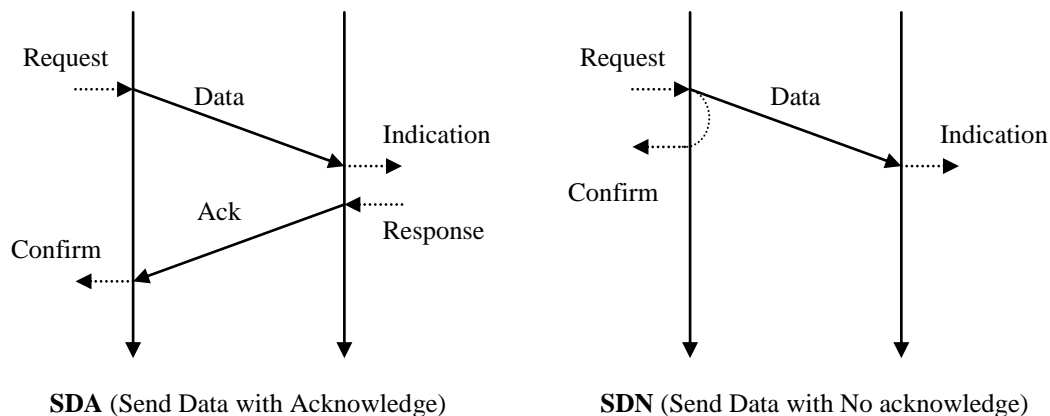 Request
Data
Indication
Ack
Response
Confirm
SDA (Send Data with Acknowledge)
Request
Data
Indication
Confirm
SDN (Send Data with No acknowledge)